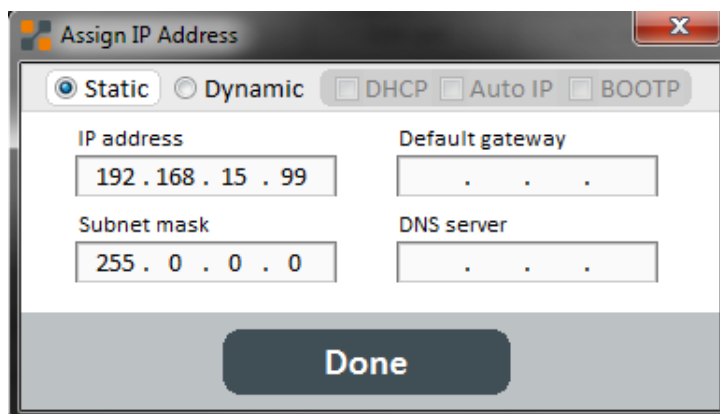 Assign IP Address
x
Static Dynamic DHCP Auto IP BOOTP
IP address Default gateway
192 . 168 . 15 . 99 . . .
Subnet mask DNS server
255 . 0 . 0 . 0 . . .
Done